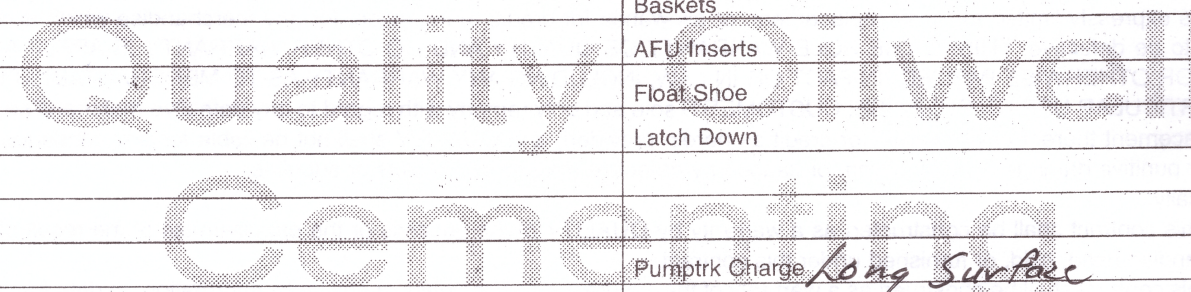 Baskets
Quality Oilwel
AFU Inserts
Float Shoe
Latch Down
Cementing
Pumptrk Charge Long Surface